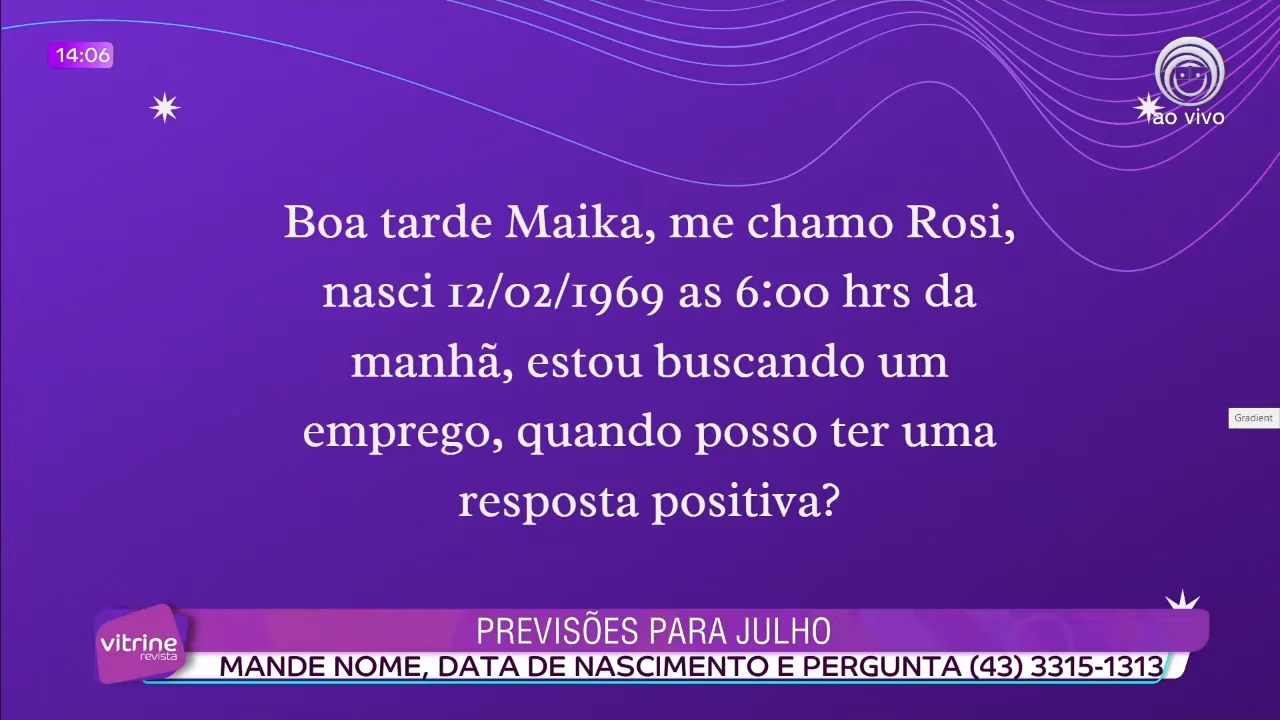 14:06
ao vivo
Boa tarde Maika, me chamo Rosi,
nasci 12/02/1969 as 6:00 hrs da
manhã, estou buscando um
emprego, quando posso ter uma
resposta positiva?
Gradient
PREVISÕES PARA JULHO
vitrine
revista
MANDE NOME, DATA DE NASCIMENTO E PERGUNTA (43) 3315-1313